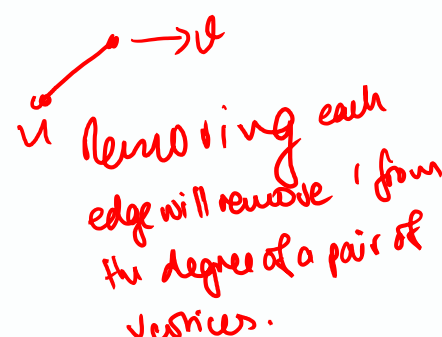 v
u
Removing each
edge will remove 1 from
the degree of a pair of
vertices.